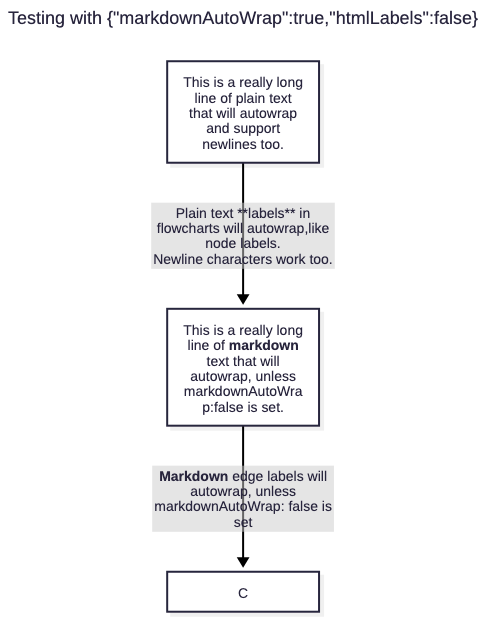 Testing with {"markdownAutoWrap":true,"htmlLabels":false}
This is a really long
line of plain text
that will autowrap
and support
newlines too.
Plain text **labels** in
flowcharts will autowrap,like
node labels.
Newline characters work too.
This is a really long
line of markdown
text that will
autowrap, unless
markdownAutoWra
p:false is set.
Markdown edge labels will
autowrap, unless
markdownAutoWrap: false is
set
C